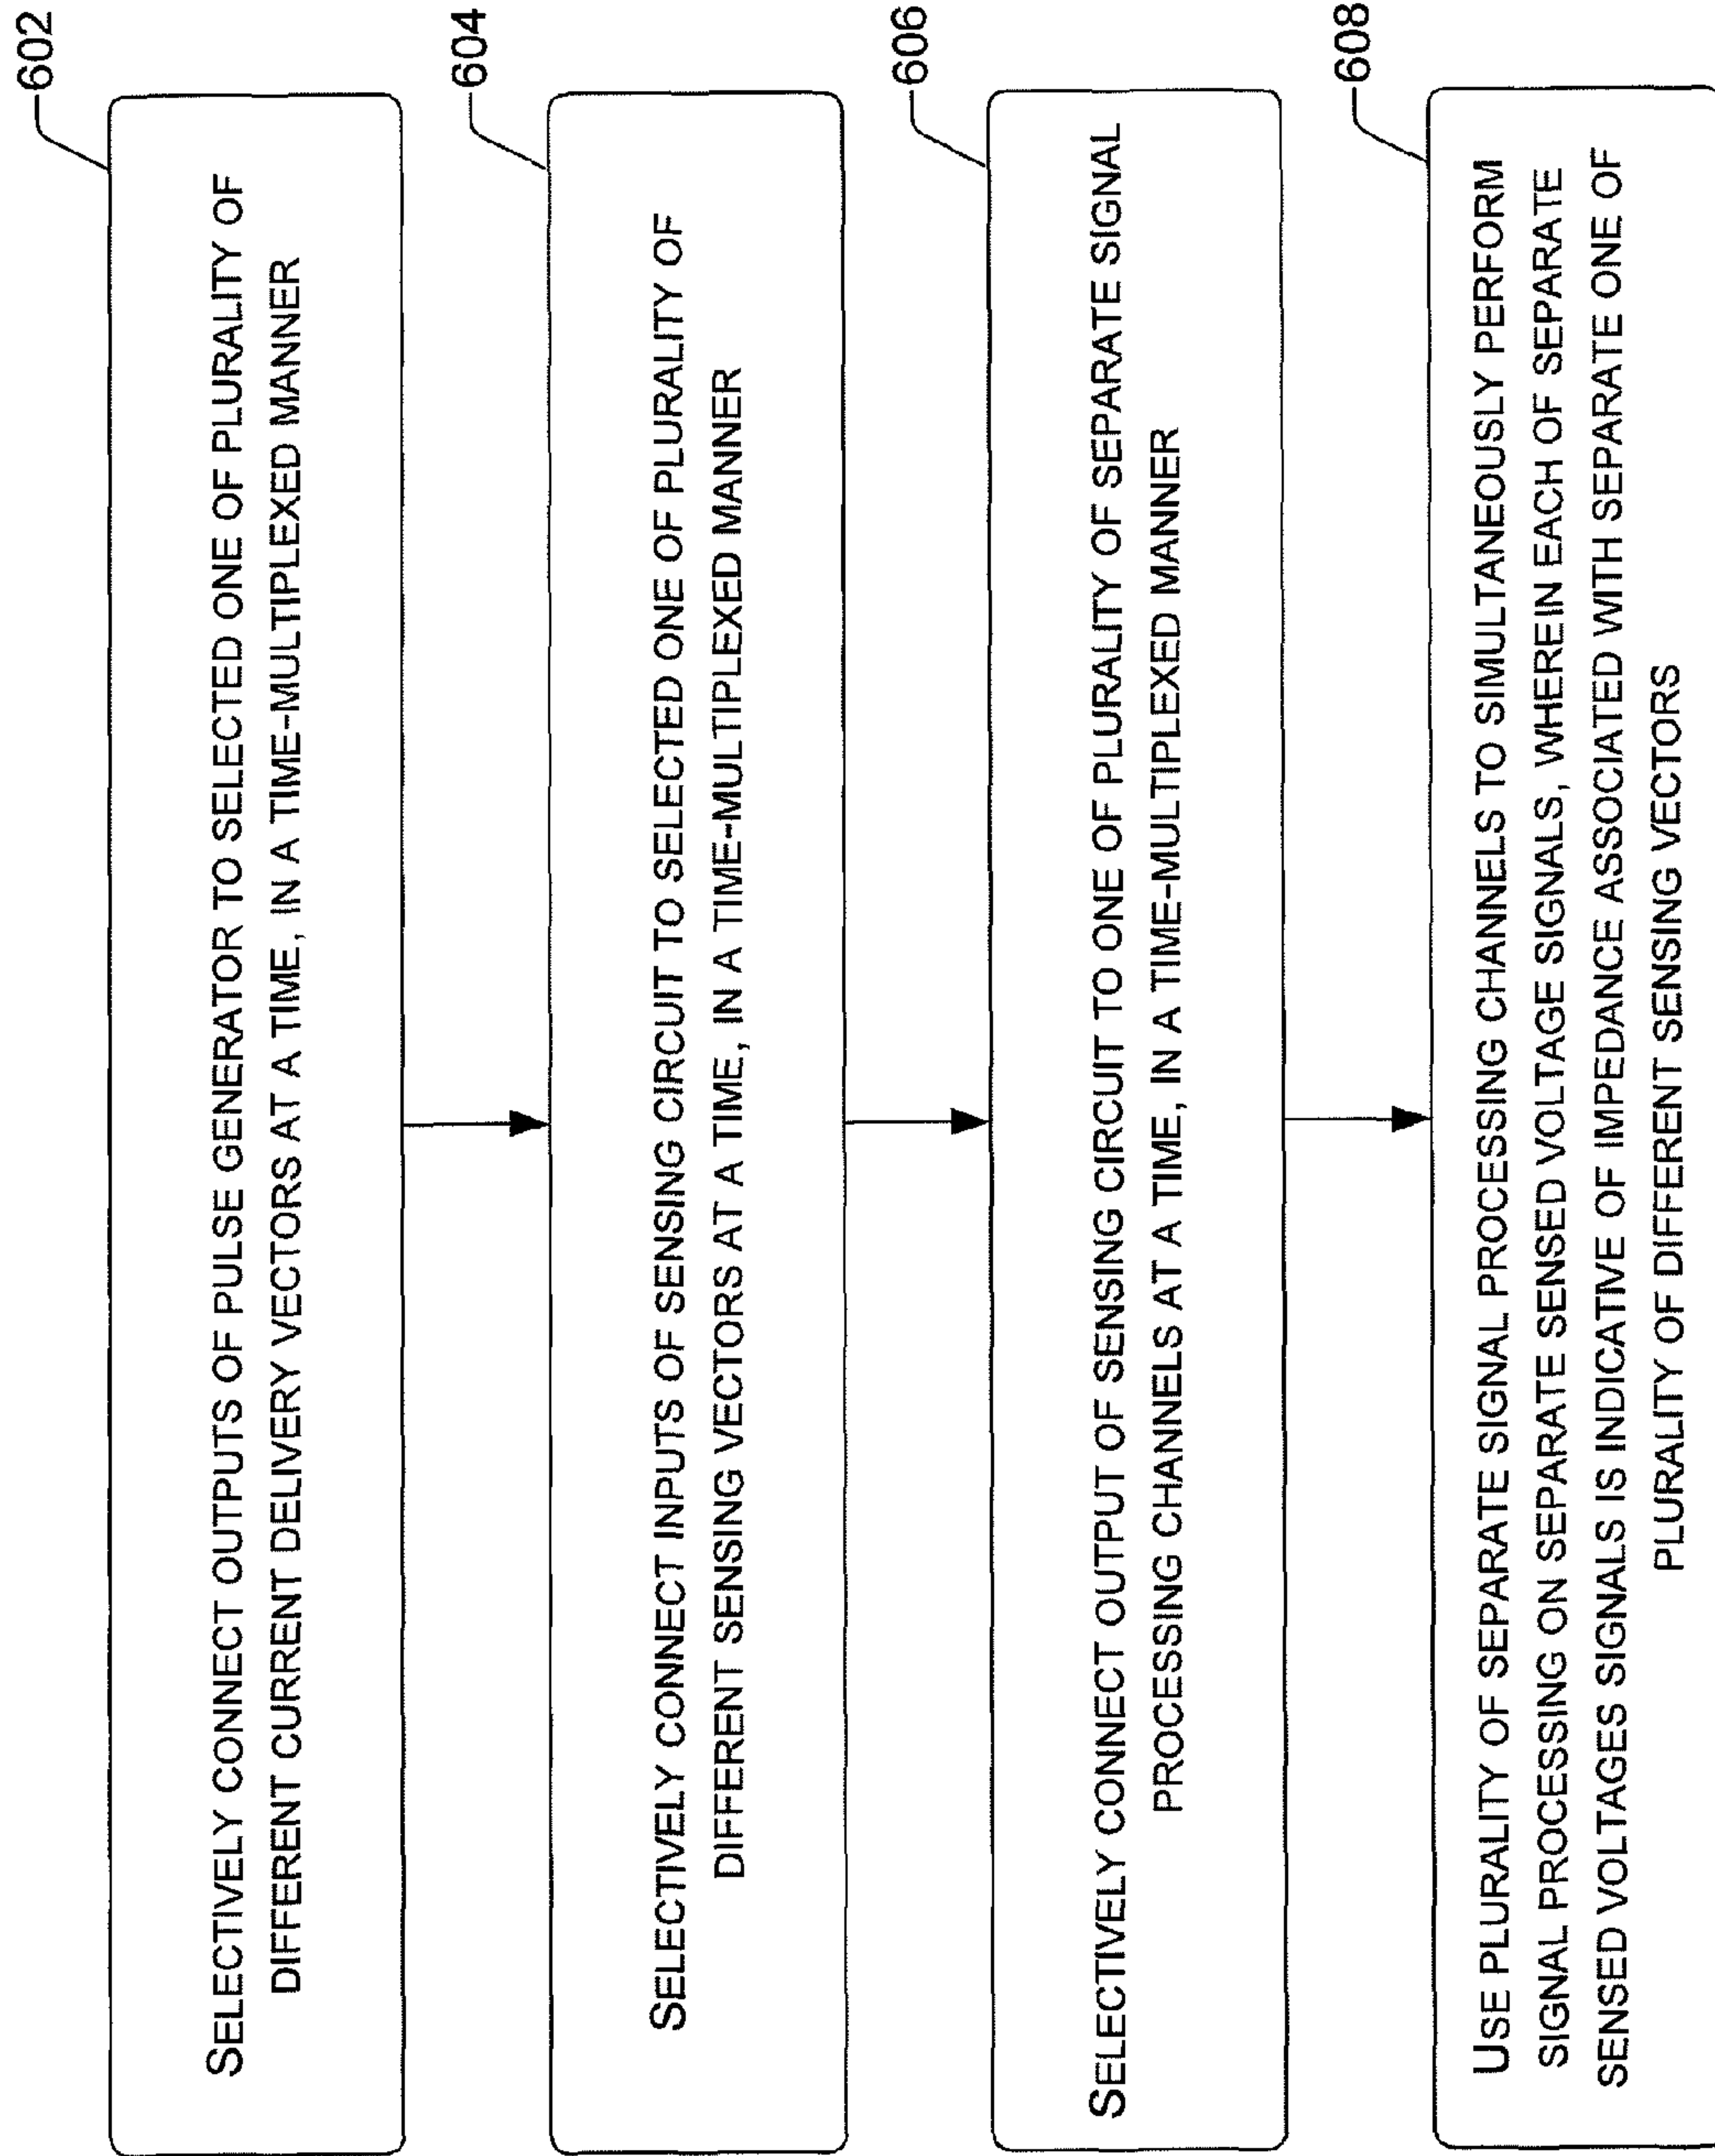 602
SELECTIVELY CONNECT OUTPUTS OF PULSE GENERATOR TO SELECTED ONE OF PLURALITY OF
DIFFERENT CURRENT DELIVERY VECTORS AT A TIME, IN A TIME-MULTIPLEXED MANNER
604
SELECTIVELY CONNECT INPUTS OF SENSING CIRCUIT TO SELECTED ONE OF PLURALITY OF
DIFFERENT SENSING VECTORS AT A TIME, IN A TIME-MULTIPLEXED MANNER
606
SELECTIVELY CONNECT OUTPUT OF SENSING CIRCUIT TO ONE OF PLURALITY OF SEPARATE SIGNAL
PROCESSING CHANNELS AT A TIME, IN A TIME-MULTIPLEXED MANNER
608
USE PLURALITY OF SEPARATE SIGNAL PROCESSING CHANNELS TO SIMULTANEOUSLY PERFORM
SIGNAL PROCESSING ON SEPARATE SENSED VOLTAGE SIGNALS, WHEREIN EACH OF SEPARATE
SENSED VOLTAGES SIGNALS IS INDICATIVE OF IMPEDANCE ASSOCIATED WITH SEPARATE ONE OF
PLURALITY OF DIFFERENT SENSING VECTORS